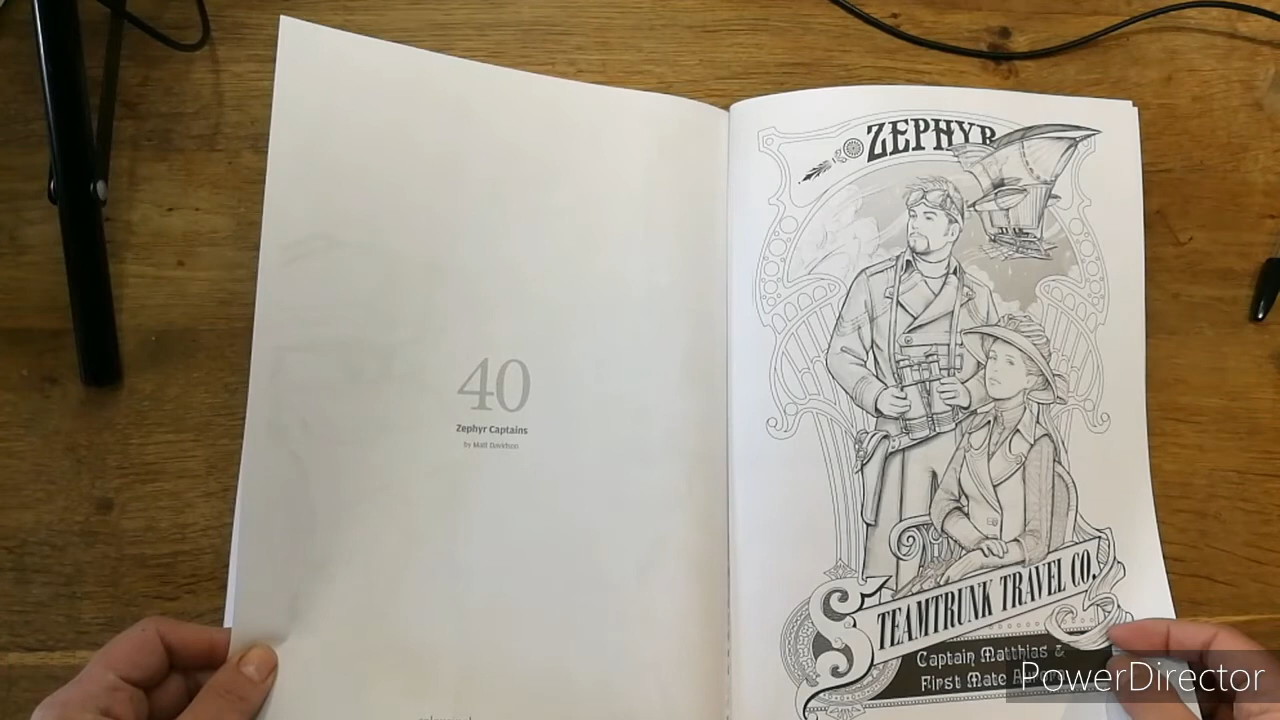 40
Zephyr Captains
by Matt Davidson
ZEPHYR
STEAMTRUNK TRAVEL CO.
Captain Matthias &
First Mate
PowerDirector